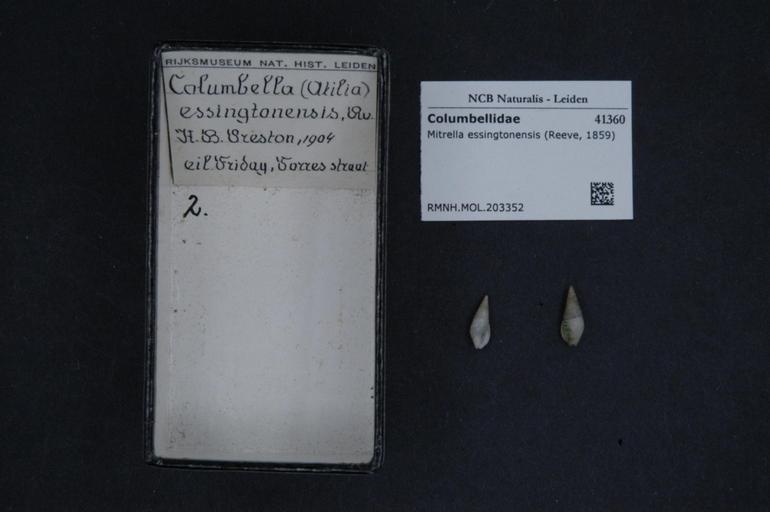 RIJKSMUSEUM NAT. HIST. LEIDEN
Columbella (Atilia)
essingtonensis, Rv.
H. B. Preston, 1904
eil. Friday, Torres straat
2.
NCB Naturalis - Leiden
Columbellidae 41360
Mitrella essingtonensis (Reeve, 1859)
RMNH.MOL.203352